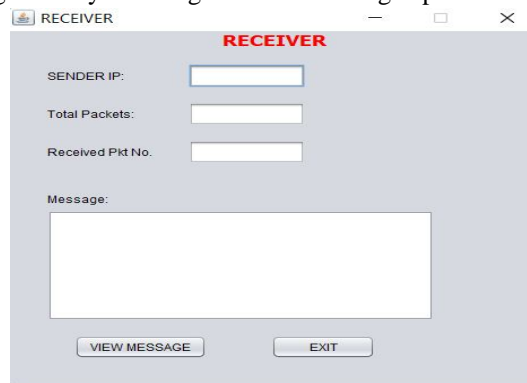 RECEIVER
RECEIVER
SENDER IP:
Total Packets:
Received Pkt No.
Message:
VIEW MESSAGE EXIT